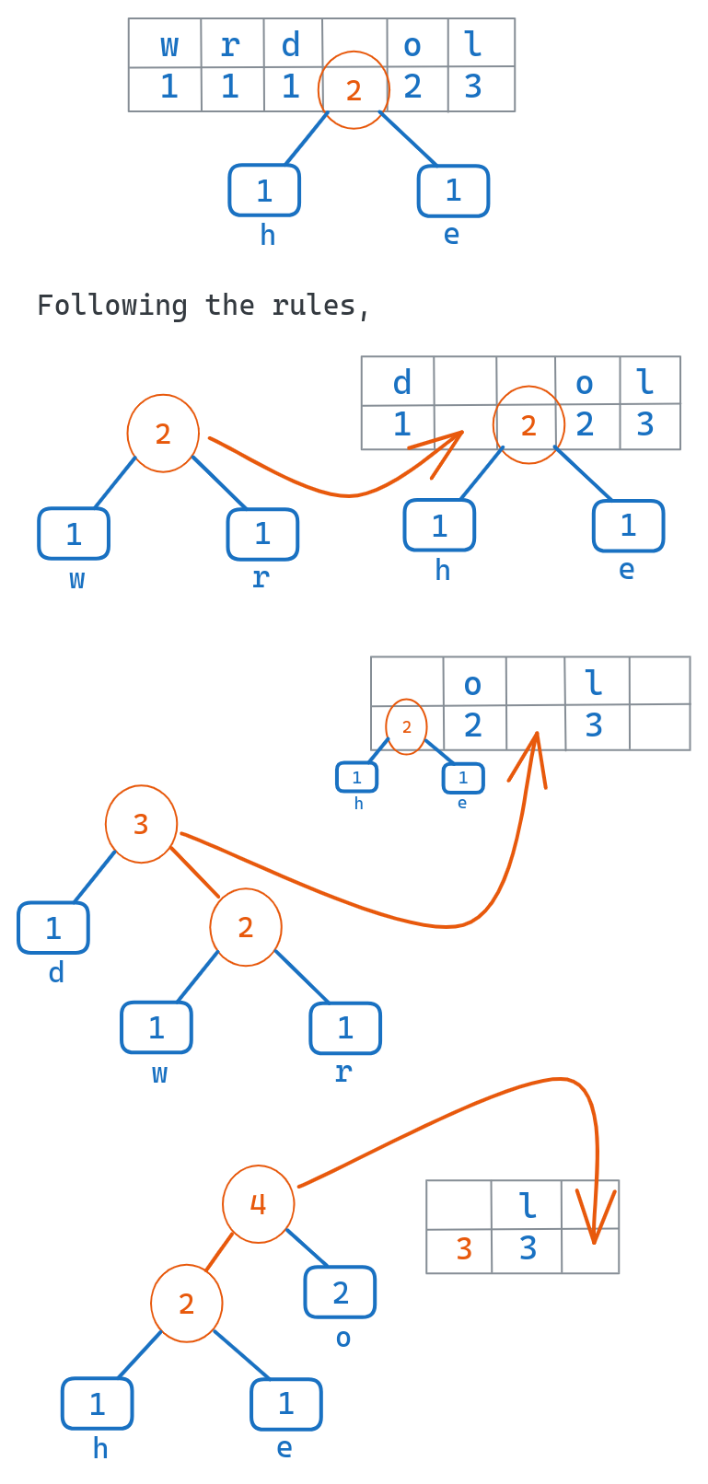 w r d o l
1 1 1 2 2 3
1 1
h e
Following the rules,
d o l
2 1 2 2 3
1 1 1 1
w r h e
o l
2 2 3
1 1
h e
3
1 2
d
1 1
w r
4 l
3 3
2 2
o
1 1
h e